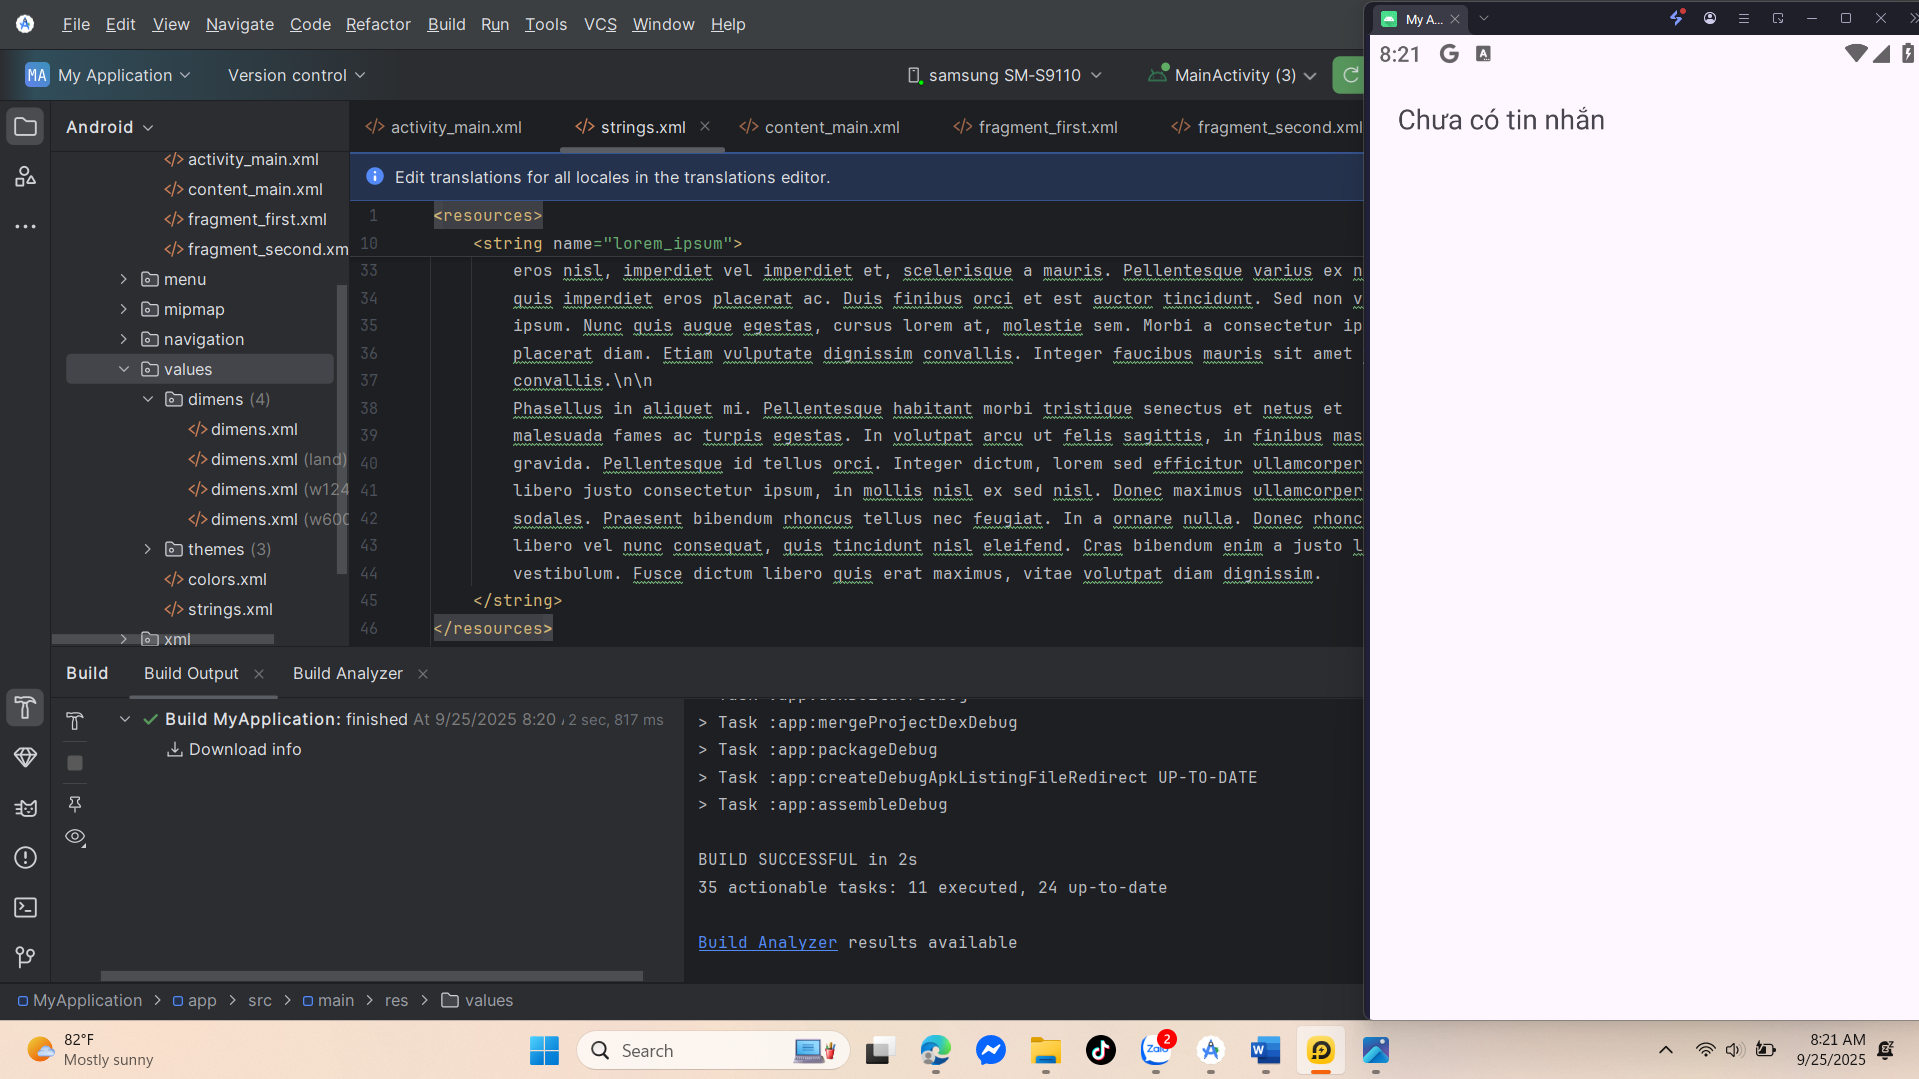 File Edit View Navigate Code Refactor Build Run Tools VCS Window Help
MA My Application Version control samsung SM-S9110 MainActivity (3)
Android
activity_main.xml
content_main.xml
fragment_first.xml
fragment_second.xm
menu
mipmap
navigation
values
dimens (4)
dimens.xml
dimens.xml (land)
dimens.xml (w124
dimens.xml (w600
themes (3)
colors.xml
strings.xml
xml
activity_main.xml strings.xml content_main.xml fragment_first.xml fragment_second.xml
Edit translations for all locales in the translations editor.
1 <resources>
10 <string name="lorem_ipsum">
33 eros nisl, imperdiet vel imperdiet et, scelerisque a mauris. Pellentesque varius ex n
34 quis imperdiet eros placerat ac. Duis finibus orci et est auctor tincidunt. Sed non v
35 ipsum. Nunc quis augue egestas, cursus lorem at, molestie sem. Morbi a consectetur ip
36 placerat diam. Etiam vulputate dignissim convallis. Integer faucibus mauris sit amet
37 convallis.\n\n
38 Phasellus in aliquet mi. Pellentesque habitant morbi tristique senectus et netus et
39 malesuada fames ac turpis egestas. In volutpat arcu ut felis sagittis, in finibus mas
40 gravida. Pellentesque id tellus orci. Integer dictum, lorem sed efficitur ullamcorper
41 libero justo consectetur ipsum, in mollis nisl ex sed nisl. Donec maximus ullamcorper
42 sodales. Praesent bibendum rhoncus tellus nec feugiat. In a ornare nulla. Donec rhonc
43 libero vel nunc consequat, quis tincidunt nisl eleifend. Cras bibendum enim a justo l
44 vestibulum. Fusce dictum libero quis erat maximus, vitae volutpat diam dignissim.
45 </string>
46 </resources>
Build Build Output Build Analyzer
Build MyApplication: finished At 9/25/2025 8:20 2 sec, 817 ms
Download info
> Task :app:mergeProjectDexDebug
> Task :app:packageDebug
> Task :app:createDebugApkListingFileRedirect UP-TO-DATE
> Task :app:assembleDebug
BUILD SUCCESSFUL in 2s
35 actionable tasks: 11 executed, 24 up-to-date
Build Analyzer results available
MyApplication > app > src > main > res > values
My A...
8:21
Chưa có tin nhắn
82°F
Mostly sunny
Search
Zalo 2
8:21 AM
9/25/2025